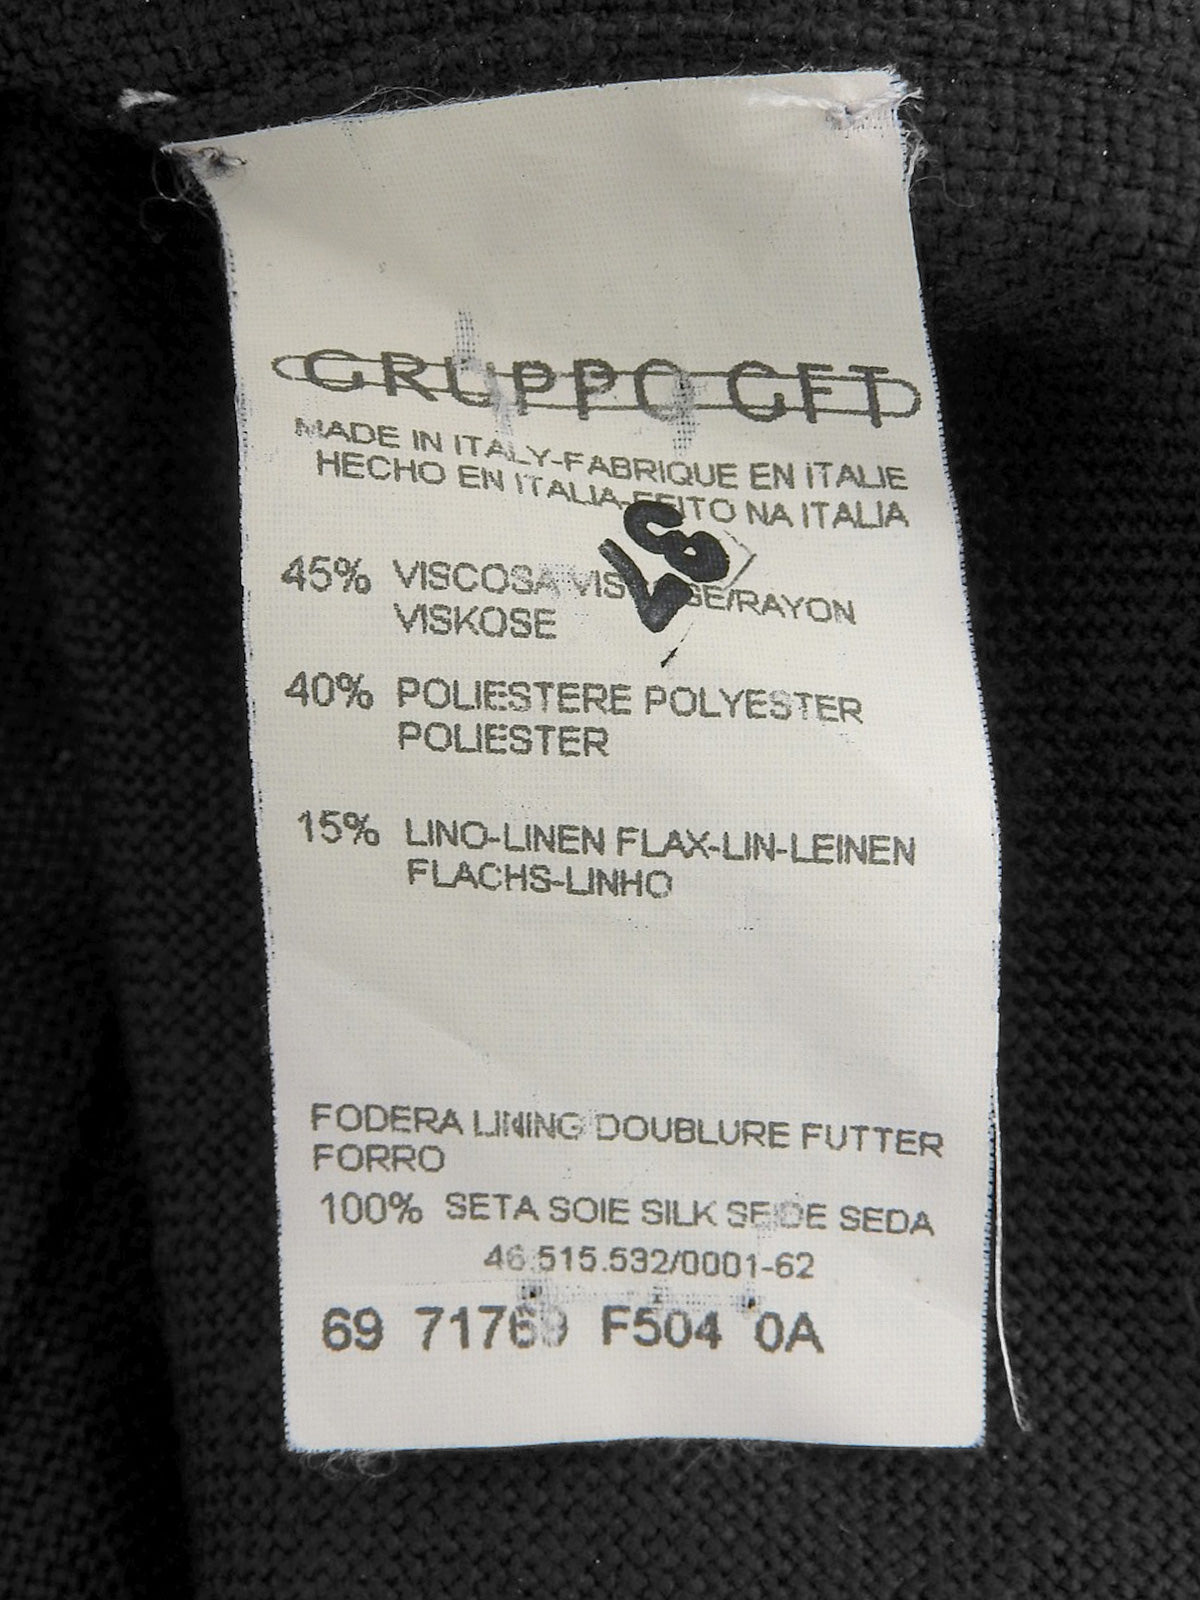 GRUPPO GFT
MADE IN ITALY-FABRIQUE EN ITALIE
HECHO EN ITALIA-FEITO NA ITALIA
45% VISCOSA VISCOSE/RAYON
VISKOSE
40% POLIESTERE POLYESTER
POLIESTER
15% LINO-LINEN FLAX-LIN-LEINEN
FLACHS-LINHO
FODERA LINING DOUBLURE FUTTER
FORRO
100% SETA SOIE SILK SEIDE SEDA
46.515.532/0001-62
69 71769 F504 0A